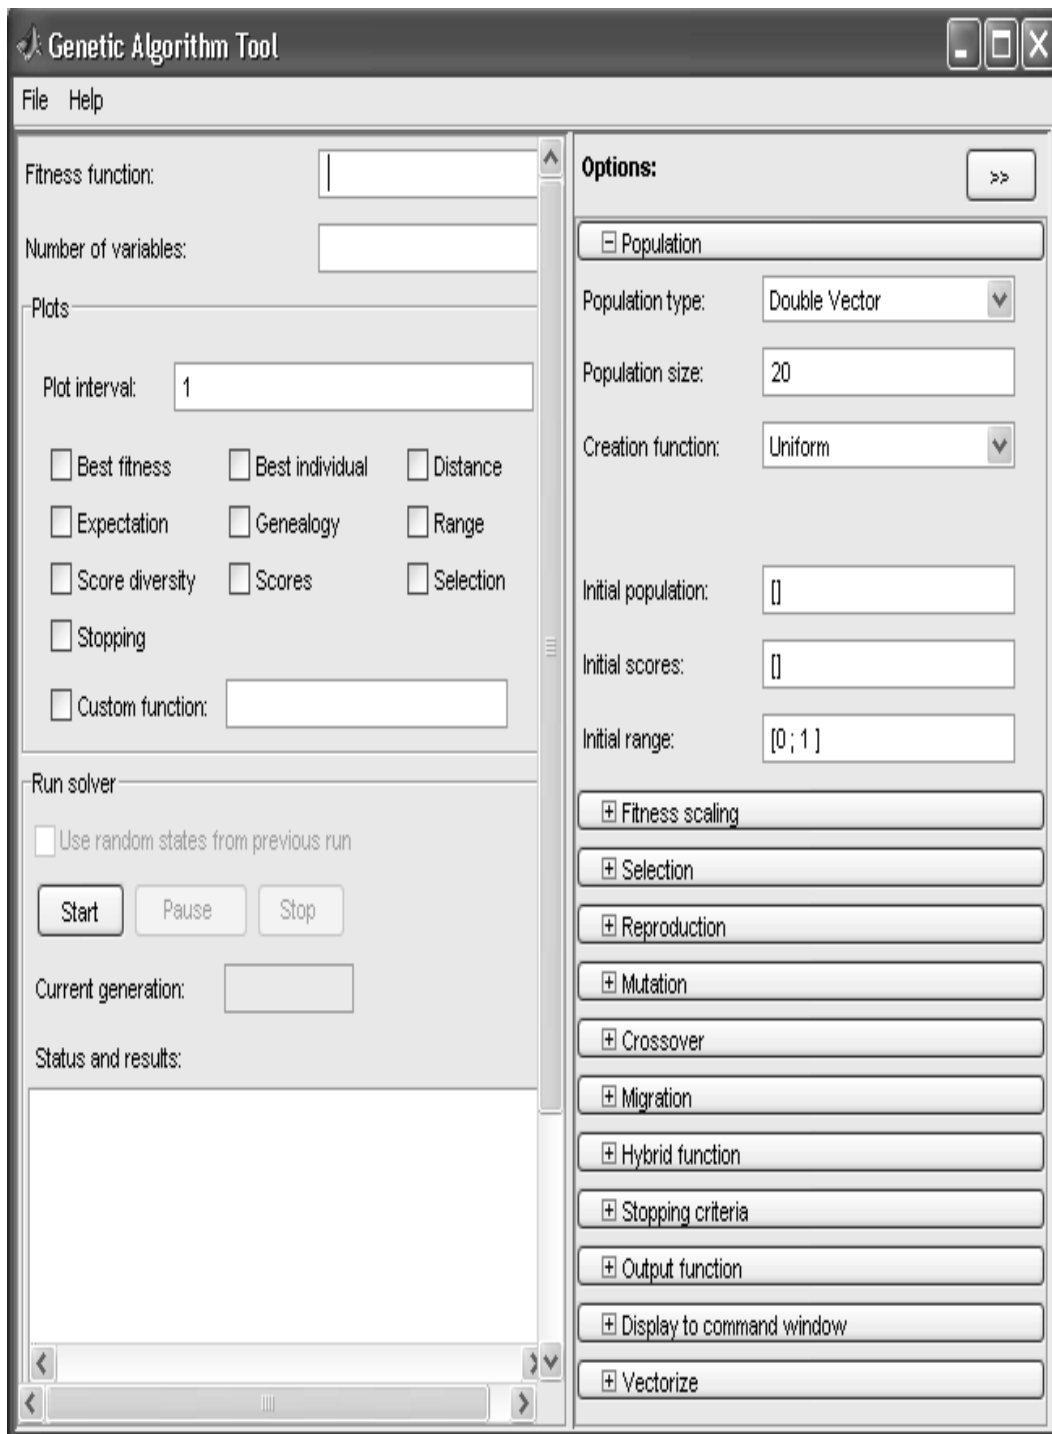 Genetic Algorithm Tool
File Help
Fitness function:
Number of variables:
Plots
Plot interval: 1
Best fitness Best individual Distance
Expectation Genealogy Range
Score diversity Scores Selection
Stopping
Custom function:
Run solver
Use random states from previous run
Start Pause Stop
Current generation:
Status and results:
Options: >>
Population
Population type: Double Vector
Population size: 20
Creation function: Uniform
Initial population: []
Initial scores: []
Initial range: [0 ; 1 ]
Fitness scaling
Selection
Reproduction
Mutation
Crossover
Migration
Hybrid function
Stopping criteria
Output function
Display to command window
Vectorize